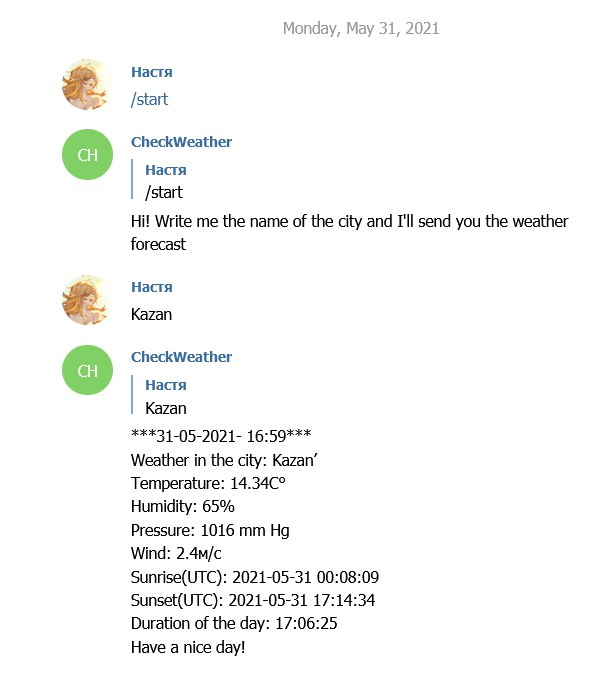 Monday, May 31, 2021
Настя
/start
CheckWeather
CH
Настя
/start
Hi! Write me the name of the city and I'll send you the weather
forecast
Настя
Kazan
CheckWeather
CH
Настя
Kazan
***31-05-2021- 16:59***
Weather in the city: Kazan’
Temperature: 14.34C°
Humidity: 65%
Pressure: 1016 mm Hg
Wind: 2.4м/с
Sunrise(UTC): 2021-05-31 00:08:09
Sunset(UTC): 2021-05-31 17:14:34
Duration of the day: 17:06:25
Have a nice day!